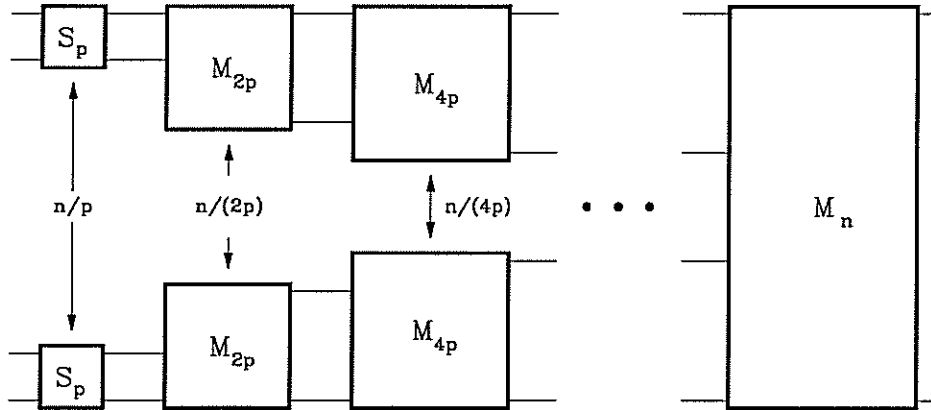 S_p
M_2p
M_4p
M_n
n/p
n/(2p)
n/(4p)
• • •
S_p
M_2p
M_4p